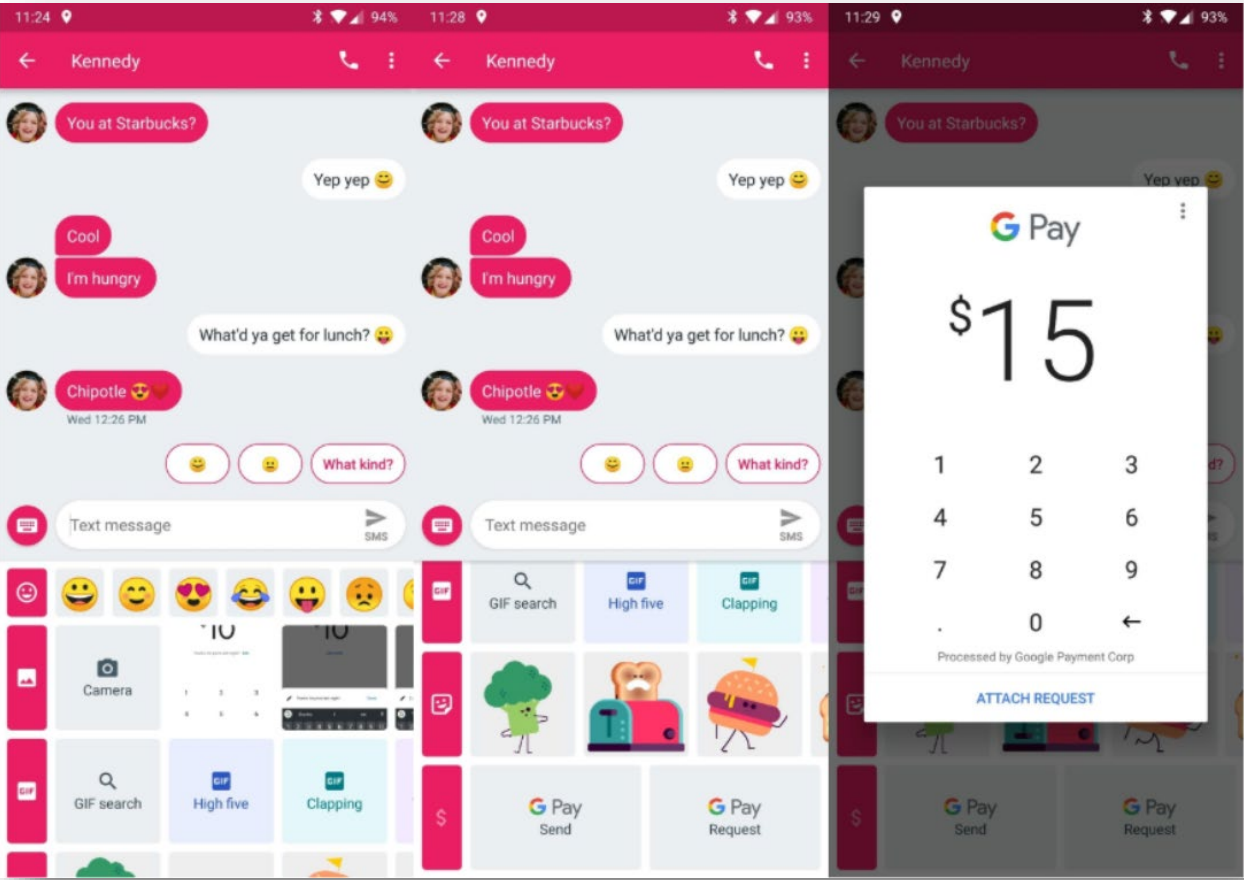 11:24
94%
Kennedy
You at Starbucks?
Yep yep 😊
Cool
I'm hungry
What'd ya get for lunch? 😛
Chipotle 😍❤️
Wed 12:26 PM
What kind?
Text message
SMS
10
10
Camera
GIF
GIF search
GIF
High five
GIF
Clapping
11:28
93%
Kennedy
You at Starbucks?
Yep yep 😊
Cool
I'm hungry
What'd ya get for lunch? 😛
Chipotle 😍❤️
Wed 12:26 PM
What kind?
Text message
SMS
GIF
GIF search
GIF
High five
GIF
Clapping
$
G Pay
Send
G Pay
Request
11:29
93%
Kennedy
You at Starbucks?
Yep yep
G Pay
$15
1 2 3
4 5 6
7 8 9
. 0 ←
Processed by Google Payment Corp
ATTACH REQUEST
d?
$
G Pay
Send
G Pay
Request